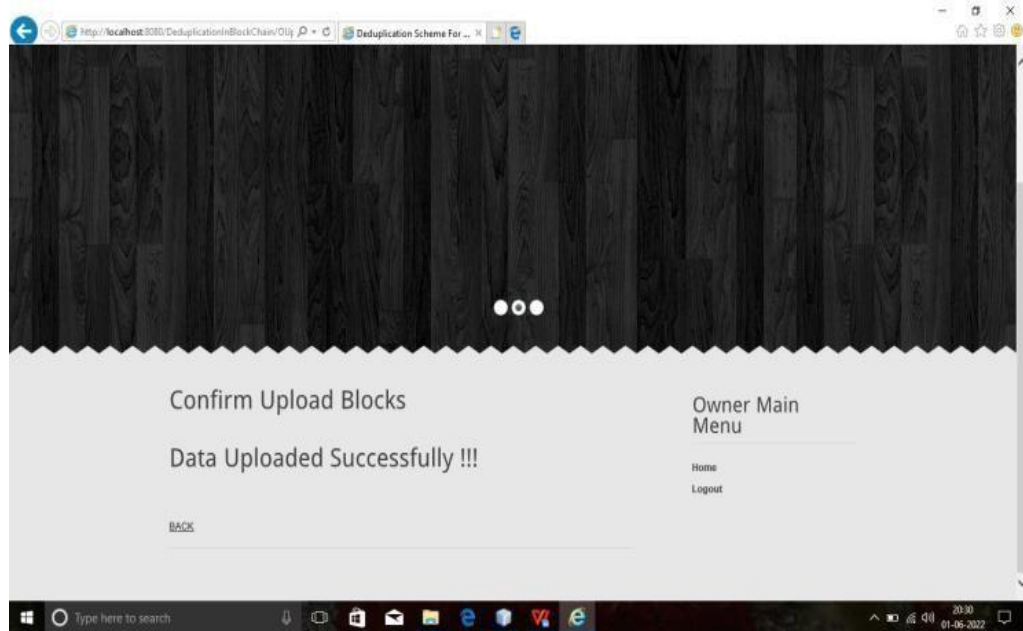 http://localhost:8080/DeduplicationInBlockChain/OUp
Deduplication Scheme For ...
Confirm Upload Blocks
Data Uploaded Successfully !!!
BACK
Owner Main
Menu
Home
Logout
Type here to search
20:30
01-06-2022